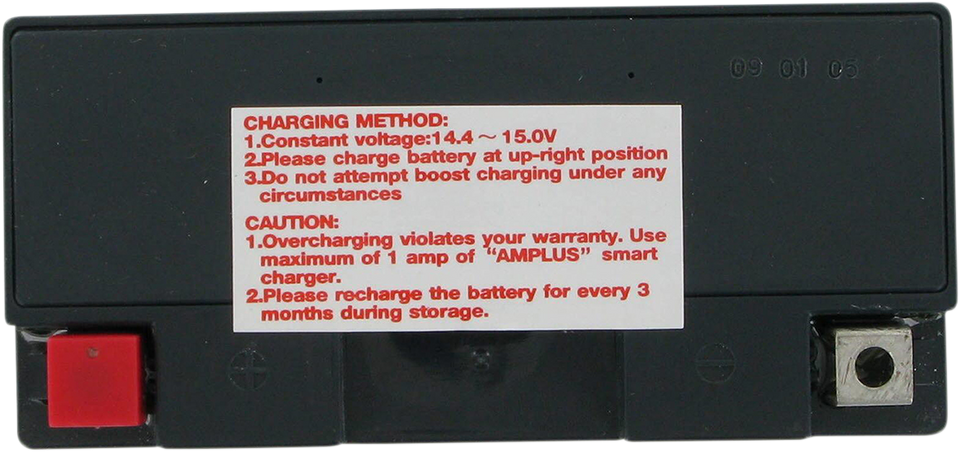 09 01 05
CHARGING METHOD:
1.Constant voltage:14.4 ~ 15.0V
2.Please charge battery at up-right position
3.Do not attempt boost charging under any
circumstances
CAUTION:
1.Overcharging violates your warranty. Use
maximum of 1 amp of “AMPLUS” smart
charger.
2.Please recharge the battery for every 3
months during storage.
+ −